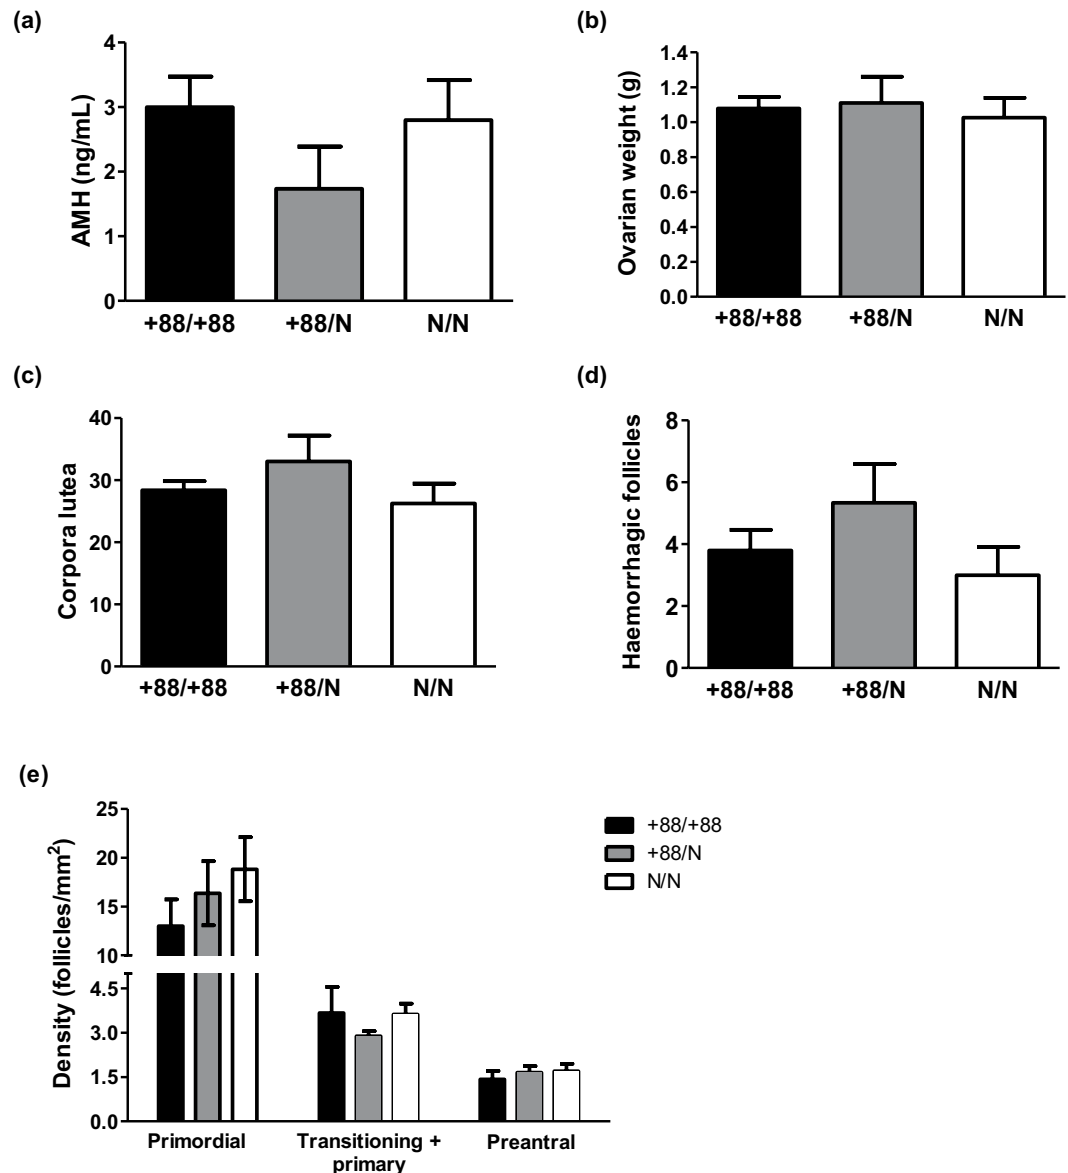 (a)
AMH (ng/mL)
4
3
2
1
0
+88/+88 +88/N N/N
(b)
Ovarian weight (g)
1.4
1.2
1.0
0.8
0.6
0.4
0.2
0.0
+88/+88 +88/N N/N
(c)
Corpora lutea
40
30
20
10
0
+88/+88 +88/N N/N
(d)
Haemorrhagic follicles
8
6
4
2
0
+88/+88 +88/N N/N
(e)
Density (follicles/mm²)
25
20
15
10
4.5
3.0
1.5
0.0
Primordial Transitioning + Preantral
primary
+88/+88
+88/N
N/N